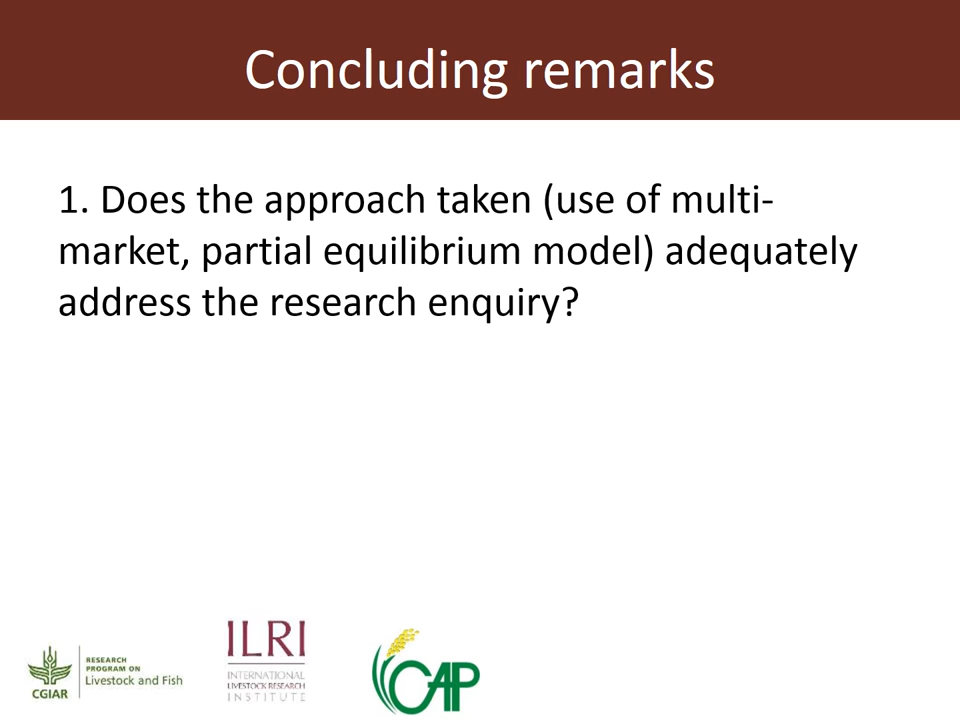 Concluding remarks
1. Does the approach taken (use of multi-
market, partial equilibrium model) adequately
address the research enquiry?
CGIAR
RESEARCH
PROGRAM ON
Livestock and Fish
ILRI
INTERNATIONAL
LIVESTOCK RESEARCH
INSTITUTE
CAP